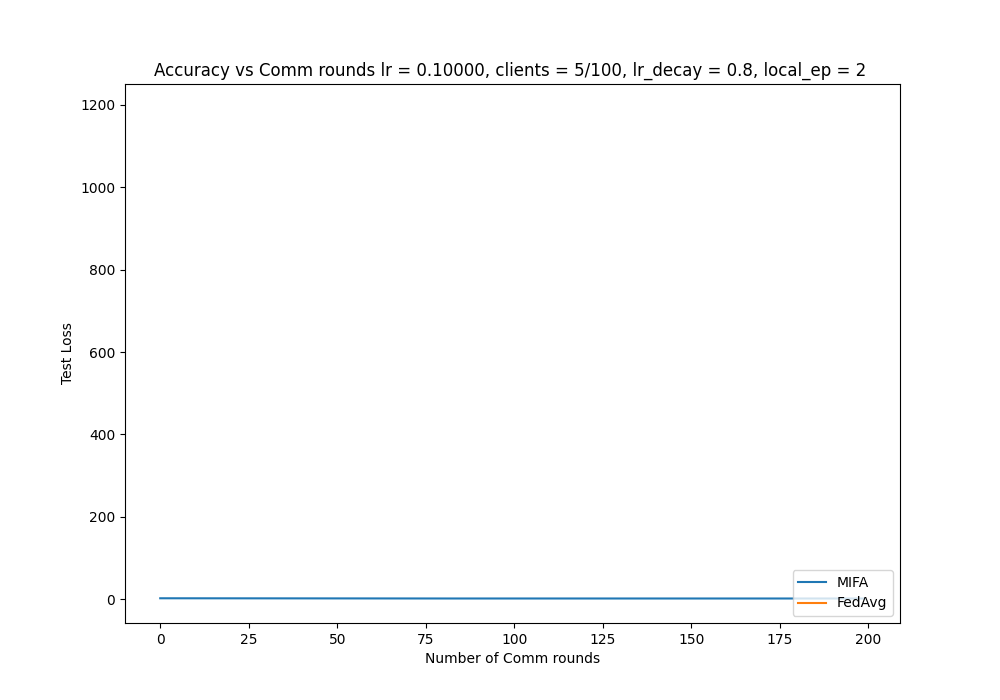 Accuracy vs Comm rounds lr = 0.10000, clients = 5/100, lr_decay = 0.8, local_ep = 2
1200
1000
800
600
400
200
0
Test Loss
MIFA
FedAvg
0 25 50 75 100 125 150 175 200
Number of Comm rounds